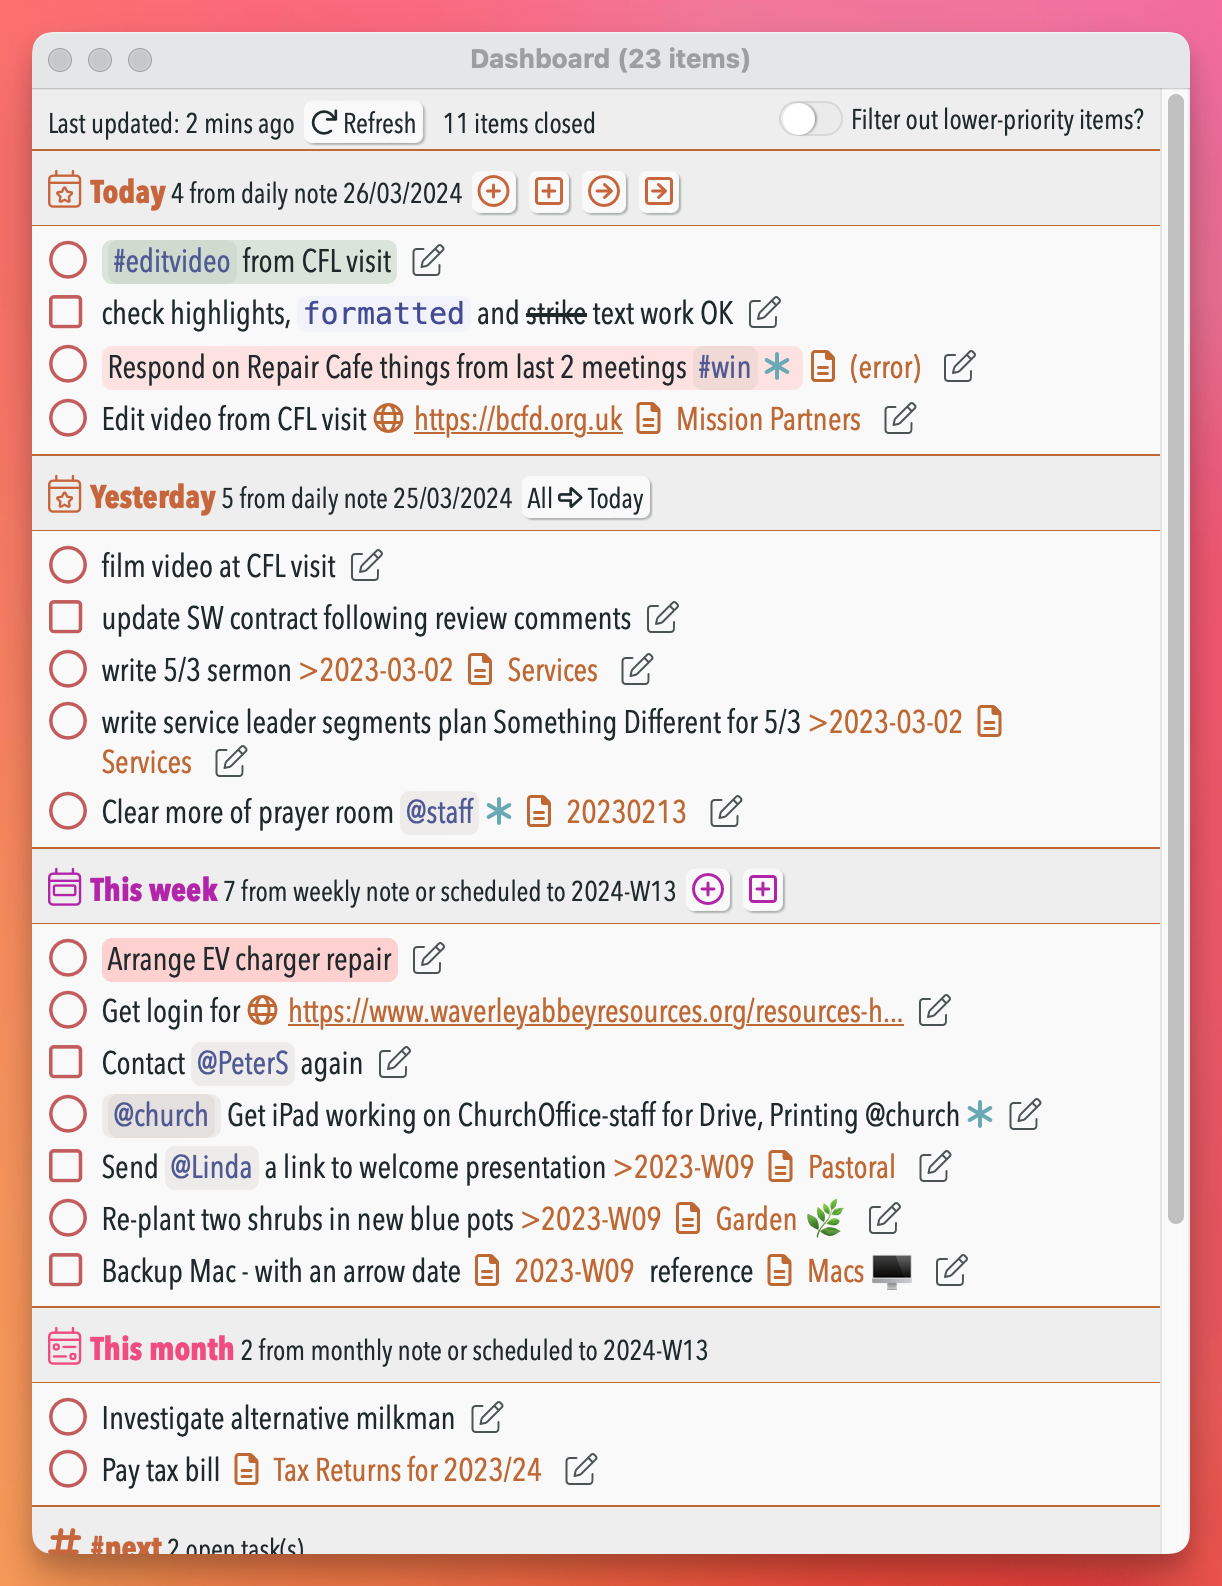 Dashboard (23 items)
Last updated: 2 mins ago Refresh 11 items closed Filter out lower-priority items?
Today 4 from daily note 26/03/2024
#editvideo from CFL visit
check highlights, formatted and strike text work OK
Respond on Repair Cafe things from last 2 meetings #win (error)
Edit video from CFL visit https://bcfd.org.uk Mission Partners
Yesterday 5 from daily note 25/03/2024 All ⇨ Today
film video at CFL visit
update SW contract following review comments
write 5/3 sermon >2023-03-02 Services
write service leader segments plan Something Different for 5/3 >2023-03-02
Services
Clear more of prayer room @staff 20230213
This week 7 from weekly note or scheduled to 2024-W13
Arrange EV charger repair
Get login for https://www.waverleyabbeyresources.org/resources-h...
Contact @PeterS again
@church Get iPad working on ChurchOffice-staff for Drive, Printing @church
Send @Linda a link to welcome presentation >2023-W09 Pastoral
Re-plant two shrubs in new blue pots >2023-W09 Garden 🌿
Backup Mac - with an arrow date 2023-W09 reference Macs 🖥️
This month 2 from monthly note or scheduled to 2024-W13
Investigate alternative milkman
Pay tax bill Tax Returns for 2023/24
#next 2 open task(s)